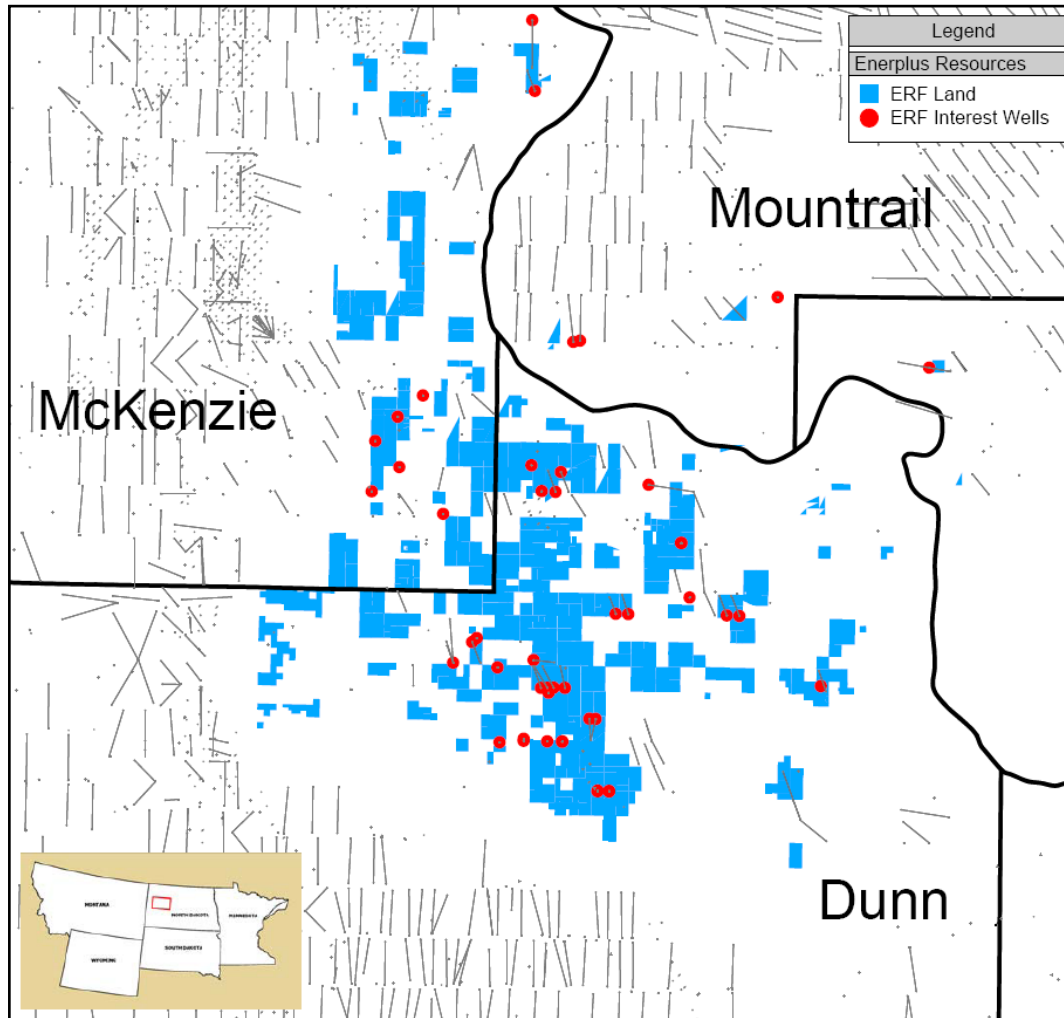 Legend
Enerplus Resources
ERF Land
ERF Interest Wells
Mountrail
McKenzie
Dunn
MONTANA
NORTH DAKOTA
MINNESOTA
SOUTH DAKOTA
WYOMING